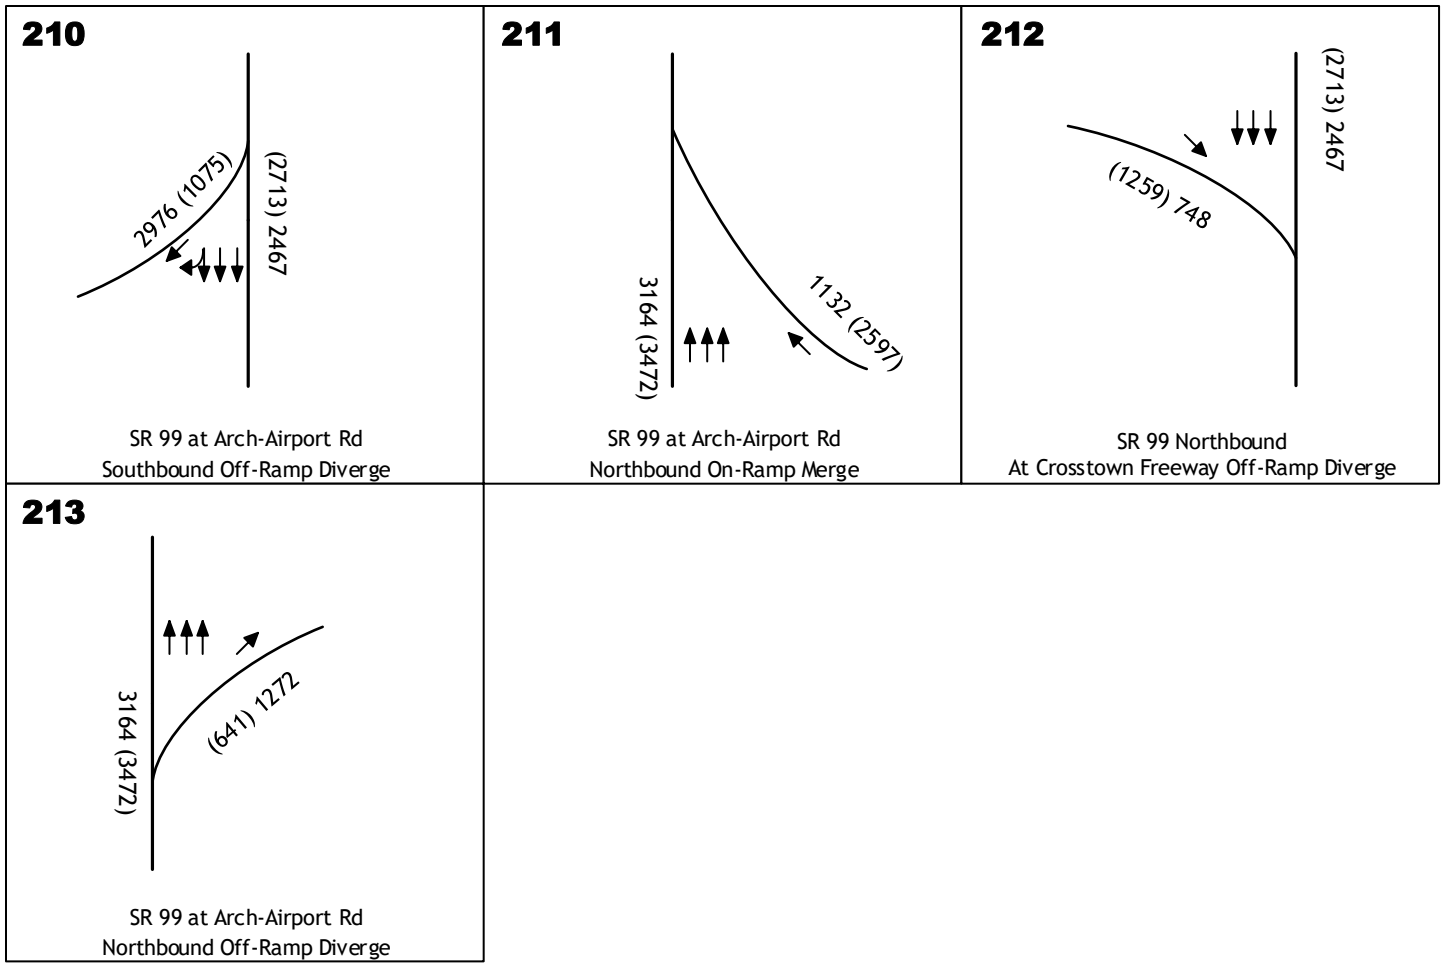 210
2976 (1075)
(2713) 2467
SR 99 at Arch-Airport Rd
Southbound Off-Ramp Diverge
211
3164 (3472)
1132 (2597)
SR 99 at Arch-Airport Rd
Northbound On-Ramp Merge
212
(1259) 748
(2713) 2467
SR 99 Northbound
At Crosstown Freeway Off-Ramp Diverge
213
3164 (3472)
(641) 1272
SR 99 at Arch-Airport Rd
Northbound Off-Ramp Diverge